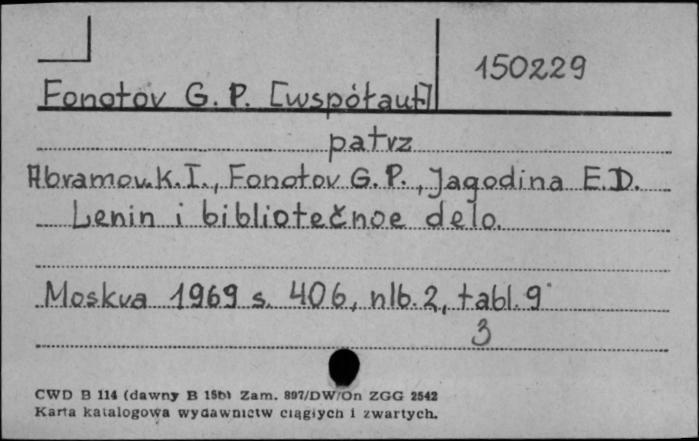 150229
Fonotov G. P. [współaut]
patrz
Abramov.K.I., Fonotov G.P., Jagodina E.D.
Lenin i bibliotečnoe delo.
Moskva 1969 s. 406, nlb.2, tabl.9
3
CWD B 114 (dawny B 15b) Zam. 897/DW/On ZGG 2542
Karta katalogowa wydawnictw ciągłych i zwartych.